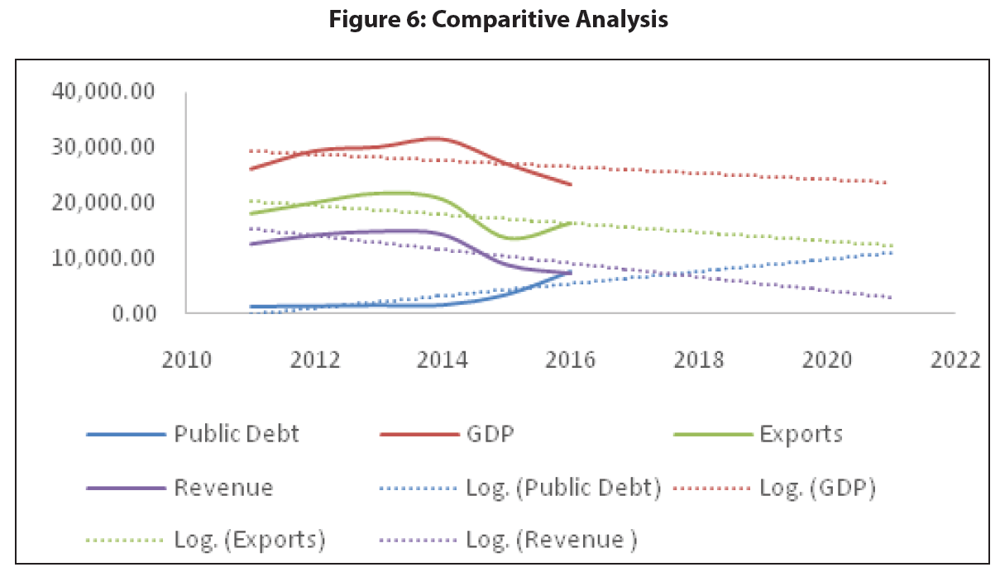 Figure 6: Comparitive Analysis
40,000.00
30,000.00
20,000.00
10,000.00
0.00
2010 2012 2014 2016 2018 2020 2022
Public Debt GDP Exports
Revenue Log. (Public Debt) Log. (GDP)
Log. (Exports) Log. (Revenue )